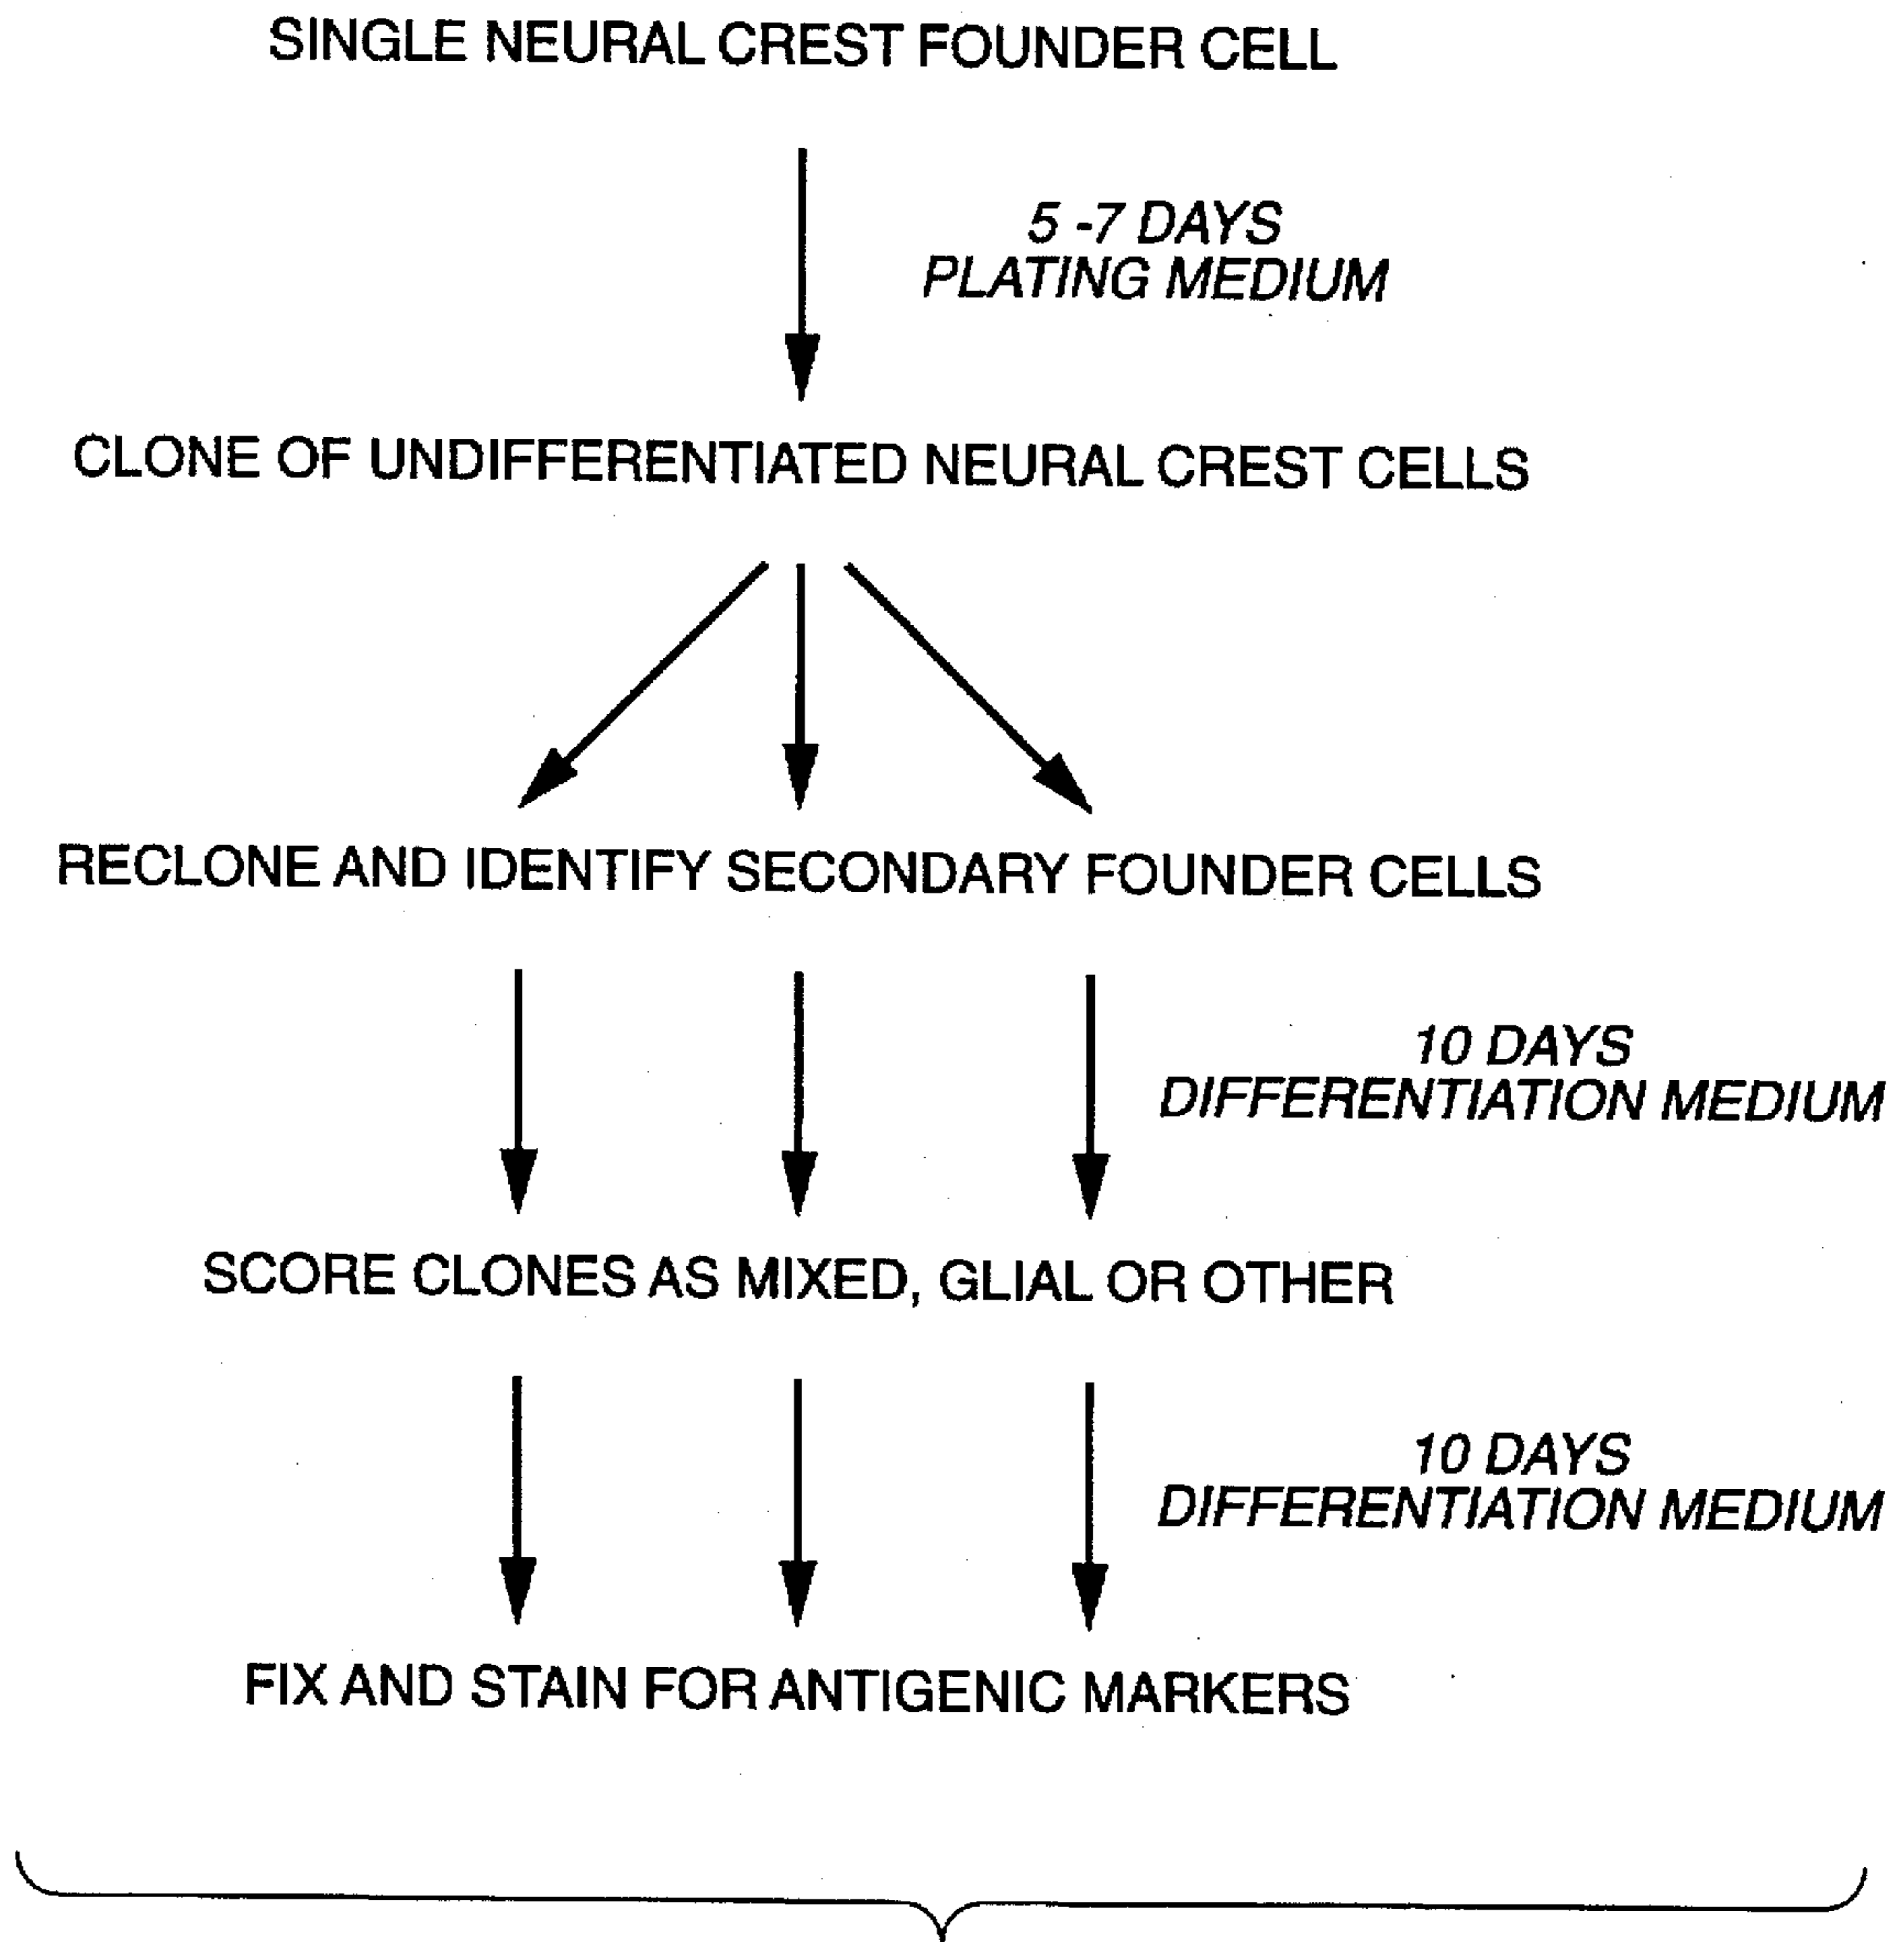 SINGLE NEURAL CREST FOUNDER CELL
5 -7 DAYS
PLATING MEDIUM
CLONE OF UNDIFFERENTIATED NEURAL CREST CELLS
RECLONE AND IDENTIFY SECONDARY FOUNDER CELLS
10 DAYS
DIFFERENTIATION MEDIUM
SCORE CLONES AS MIXED, GLIAL OR OTHER
10 DAYS
DIFFERENTIATION MEDIUM
FIX AND STAIN FOR ANTIGENIC MARKERS